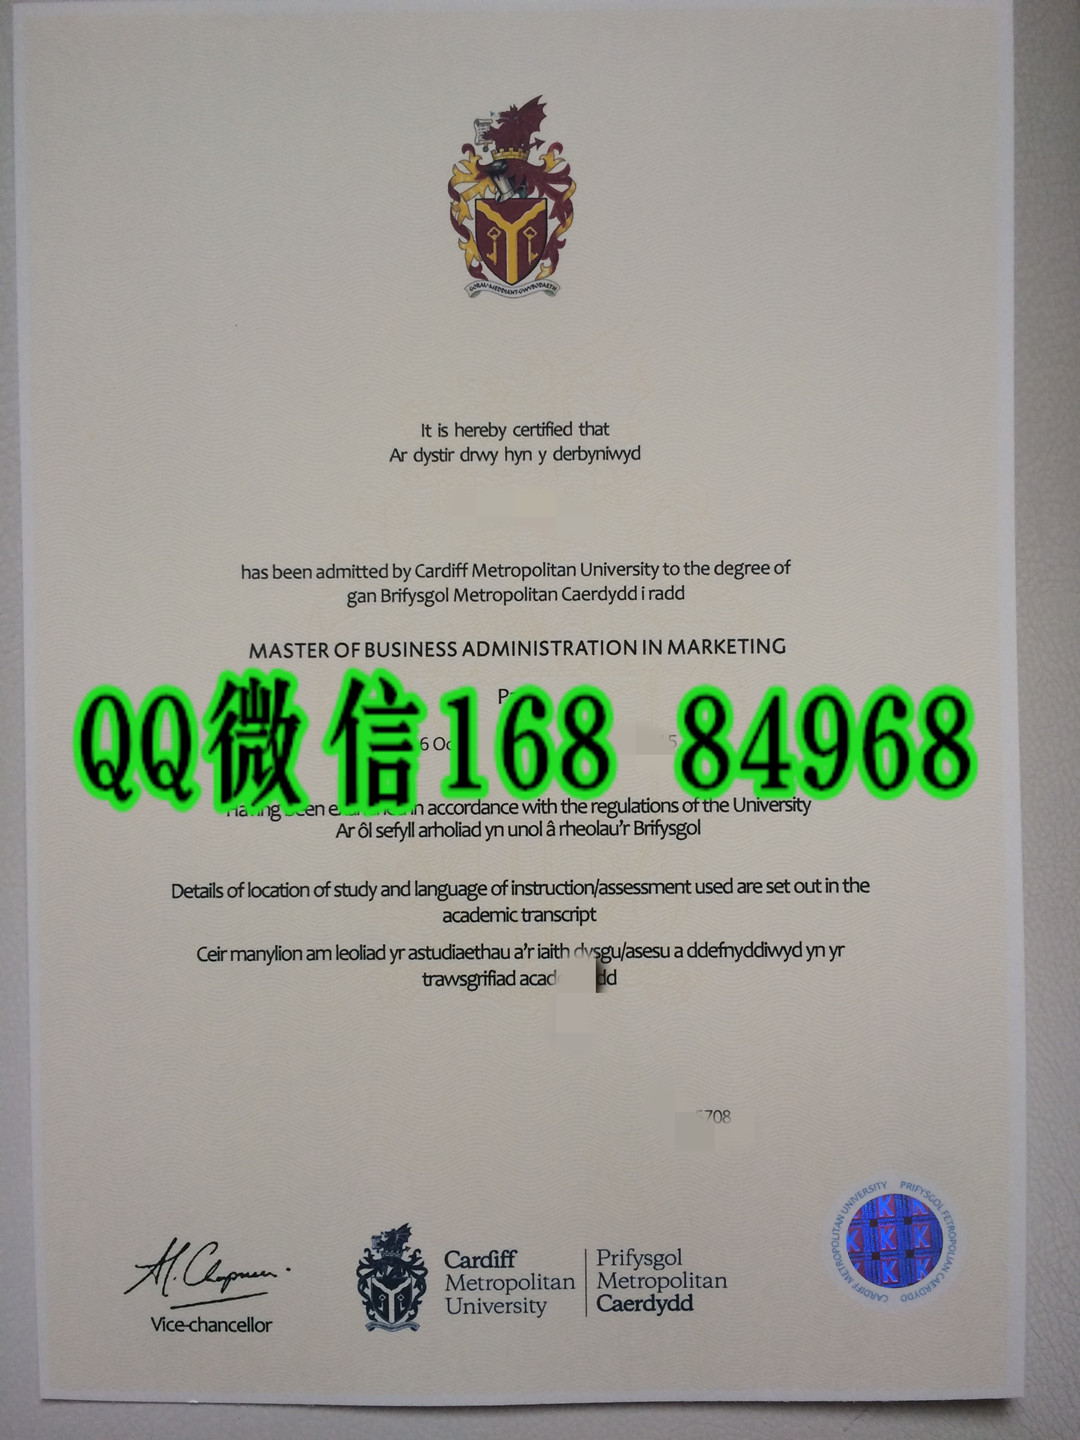 GORAU MEDDIANT GWYBODAETH
It is hereby certified that
Ar dystir drwy hyn y derbyniwyd
has been admitted by Cardiff Metropolitan University to the degree of
gan Brifysgol Metropolitan Caerdydd i radd
MASTER OF BUSINESS ADMINISTRATION IN MARKETING
QQ微信168 84968
in accordance with the regulations of the University
Ar ôl sefyll arholiad yn unol â rheolau'r Brifysgol
Details of location of study and language of instruction/assessment used are set out in the
academic transcript
Ceir manylion am leoliad yr astudiaethau a'r iaith dysgu/asesu a ddefnyddiwyd yn yr
trawsgrifiad
708
CARDIFF METROPOLITAN UNIVERSITY PRIFYSGOL FETROPOLITAN CAERDYDD
Vice-chancellor
Cardiff
Metropolitan
University
Prifysgol
Metropolitan
Caerdydd